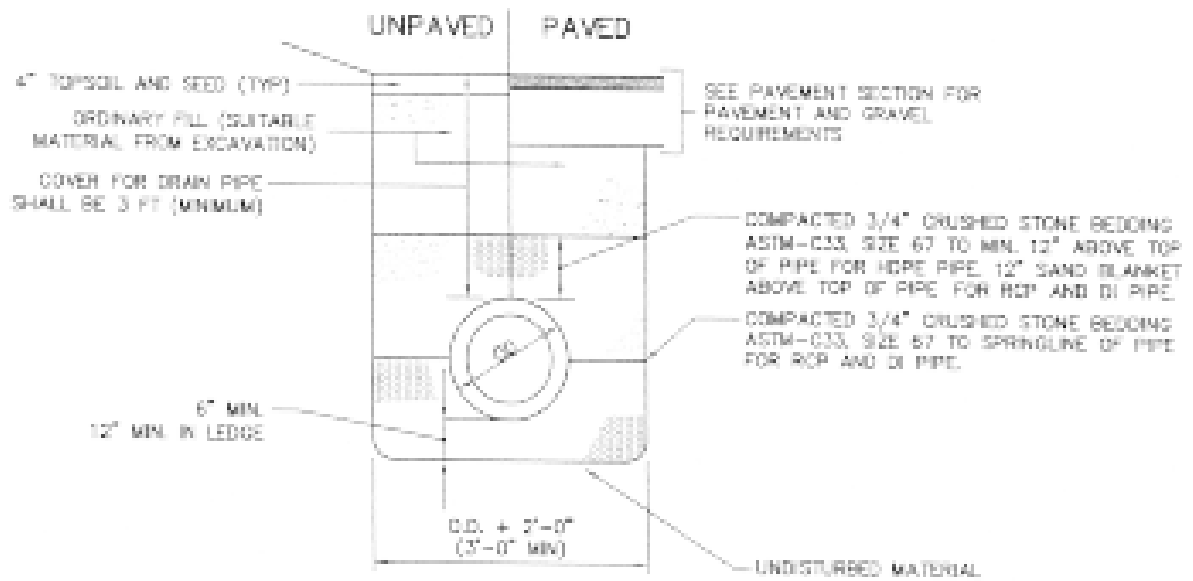 UNPAVED PAVED
4" TOPSOIL AND SEED (TYP)
ORDINARY FILL (SUITABLE
MATERIAL FROM EXCAVATION)
COVER FOR DRAIN PIPE
SHALL BE 3 FT (MINIMUM)
SEE PAVEMENT SECTION FOR
PAVEMENT AND GRAVEL
REQUIREMENTS
COMPACTED 3/4" CRUSHED STONE BEDDING
ASTM-C33, SIZE 67 TO MIN. 12" ABOVE TOP
OF PIPE FOR HDPE PIPE. 12" SAND BLANKET
ABOVE TOP OF PIPE FOR RCP AND DI PIPE.
COMPACTED 3/4" CRUSHED STONE BEDDING
ASTM-C33, SIZE 67 TO SPRINGLINE OF PIPE
FOR RCP AND DI PIPE.
6" MIN.
12" MIN. IN LEDGE
O.D. + 2'-0"
(3'-0" MIN)
UNDISTURBED MATERIAL